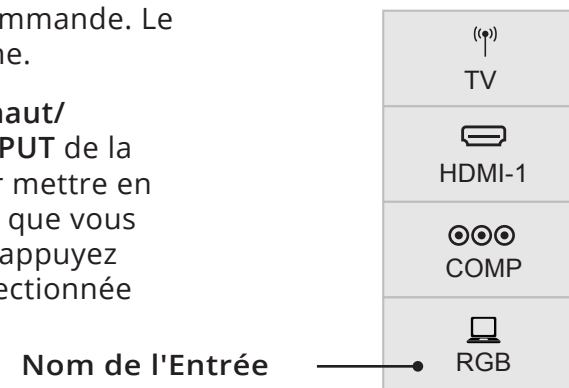 mmande. Le
ne.
haut/
PUT de la
r mettre en
que vous
appuyez
ectionnée
Nom de l'Entrée
TV
HDMI-1
COMP
RGB